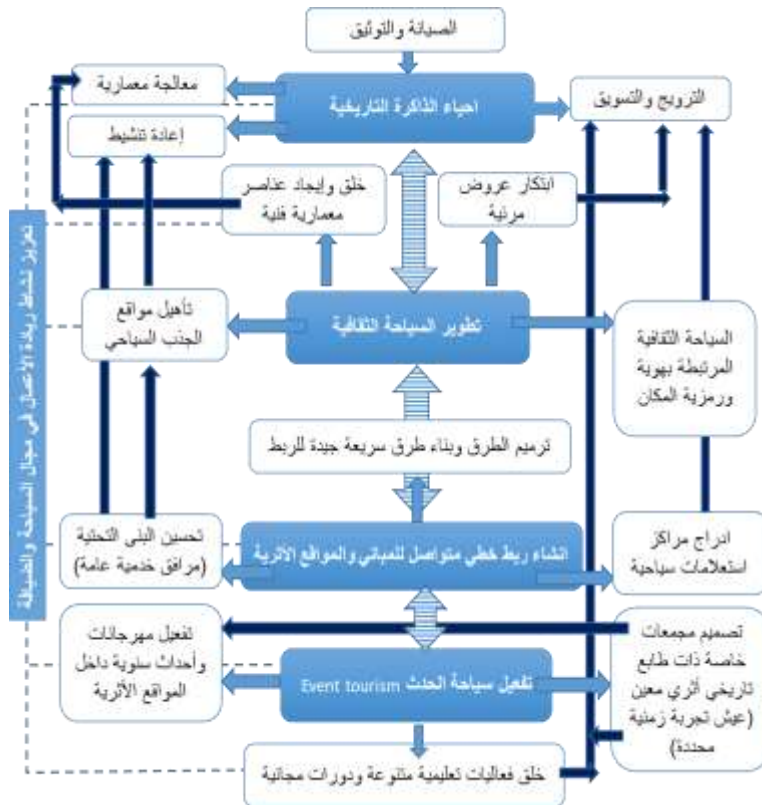 الصيانة والتوثيق
احياء الذاكرة التاريخية
معالجة معمارية
الترويج والتسويق
إعادة تنشيط
خلق وإيجاد عناصر
معمارية فنية
ابتكار عروض
مرئية
تعزيز نشاط ريادة الأعمال في مجال السياحة والضيافة
تطوير السياحة الثقافية
تأهيل مواقع
الجذب السياحي
السياحة الثقافية
المرتبطة بهوية
ورمزية المكان
ترميم الطرق وبناء طرق سريعة جيدة للربط
انشاء ربط خطي متواصل للمباني والمواقع الأثرية
تحسين البنى التحتية
(مرافق خدمية عامة)
ادراج مراكز
استعلامات سياحية
تفعيل مهرجانات
وأحداث سنوية داخل
المواقع الأثرية
تفعيل سياحة الحدث Event tourism
تصميم مجمعات
خاصة ذات طابع
تاريخي أثري معين
(عيش تجربة زمنية
محددة)
خلق فعاليات تعليمية متنوعة ودورات مجانية